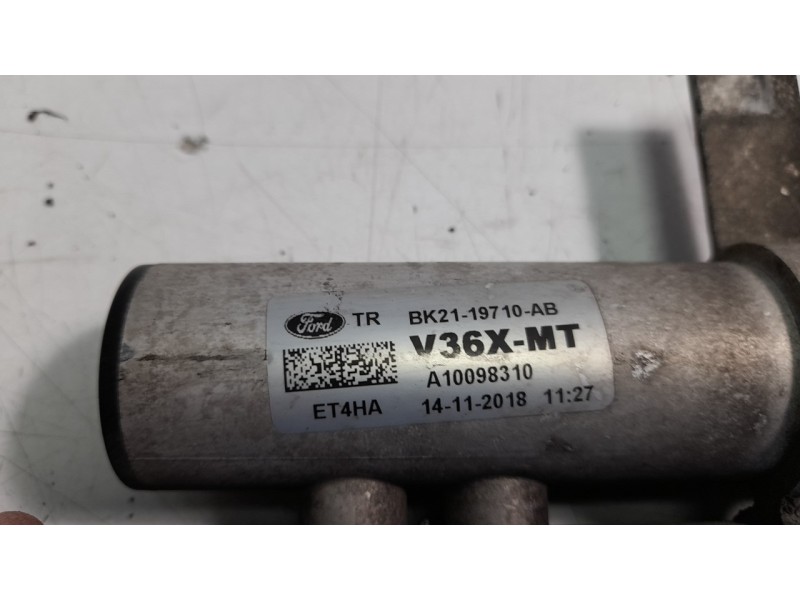 Ford TR BK21-19710-AB
V36X-MT
A10098310
ET4HA 14-11-2018 11:27